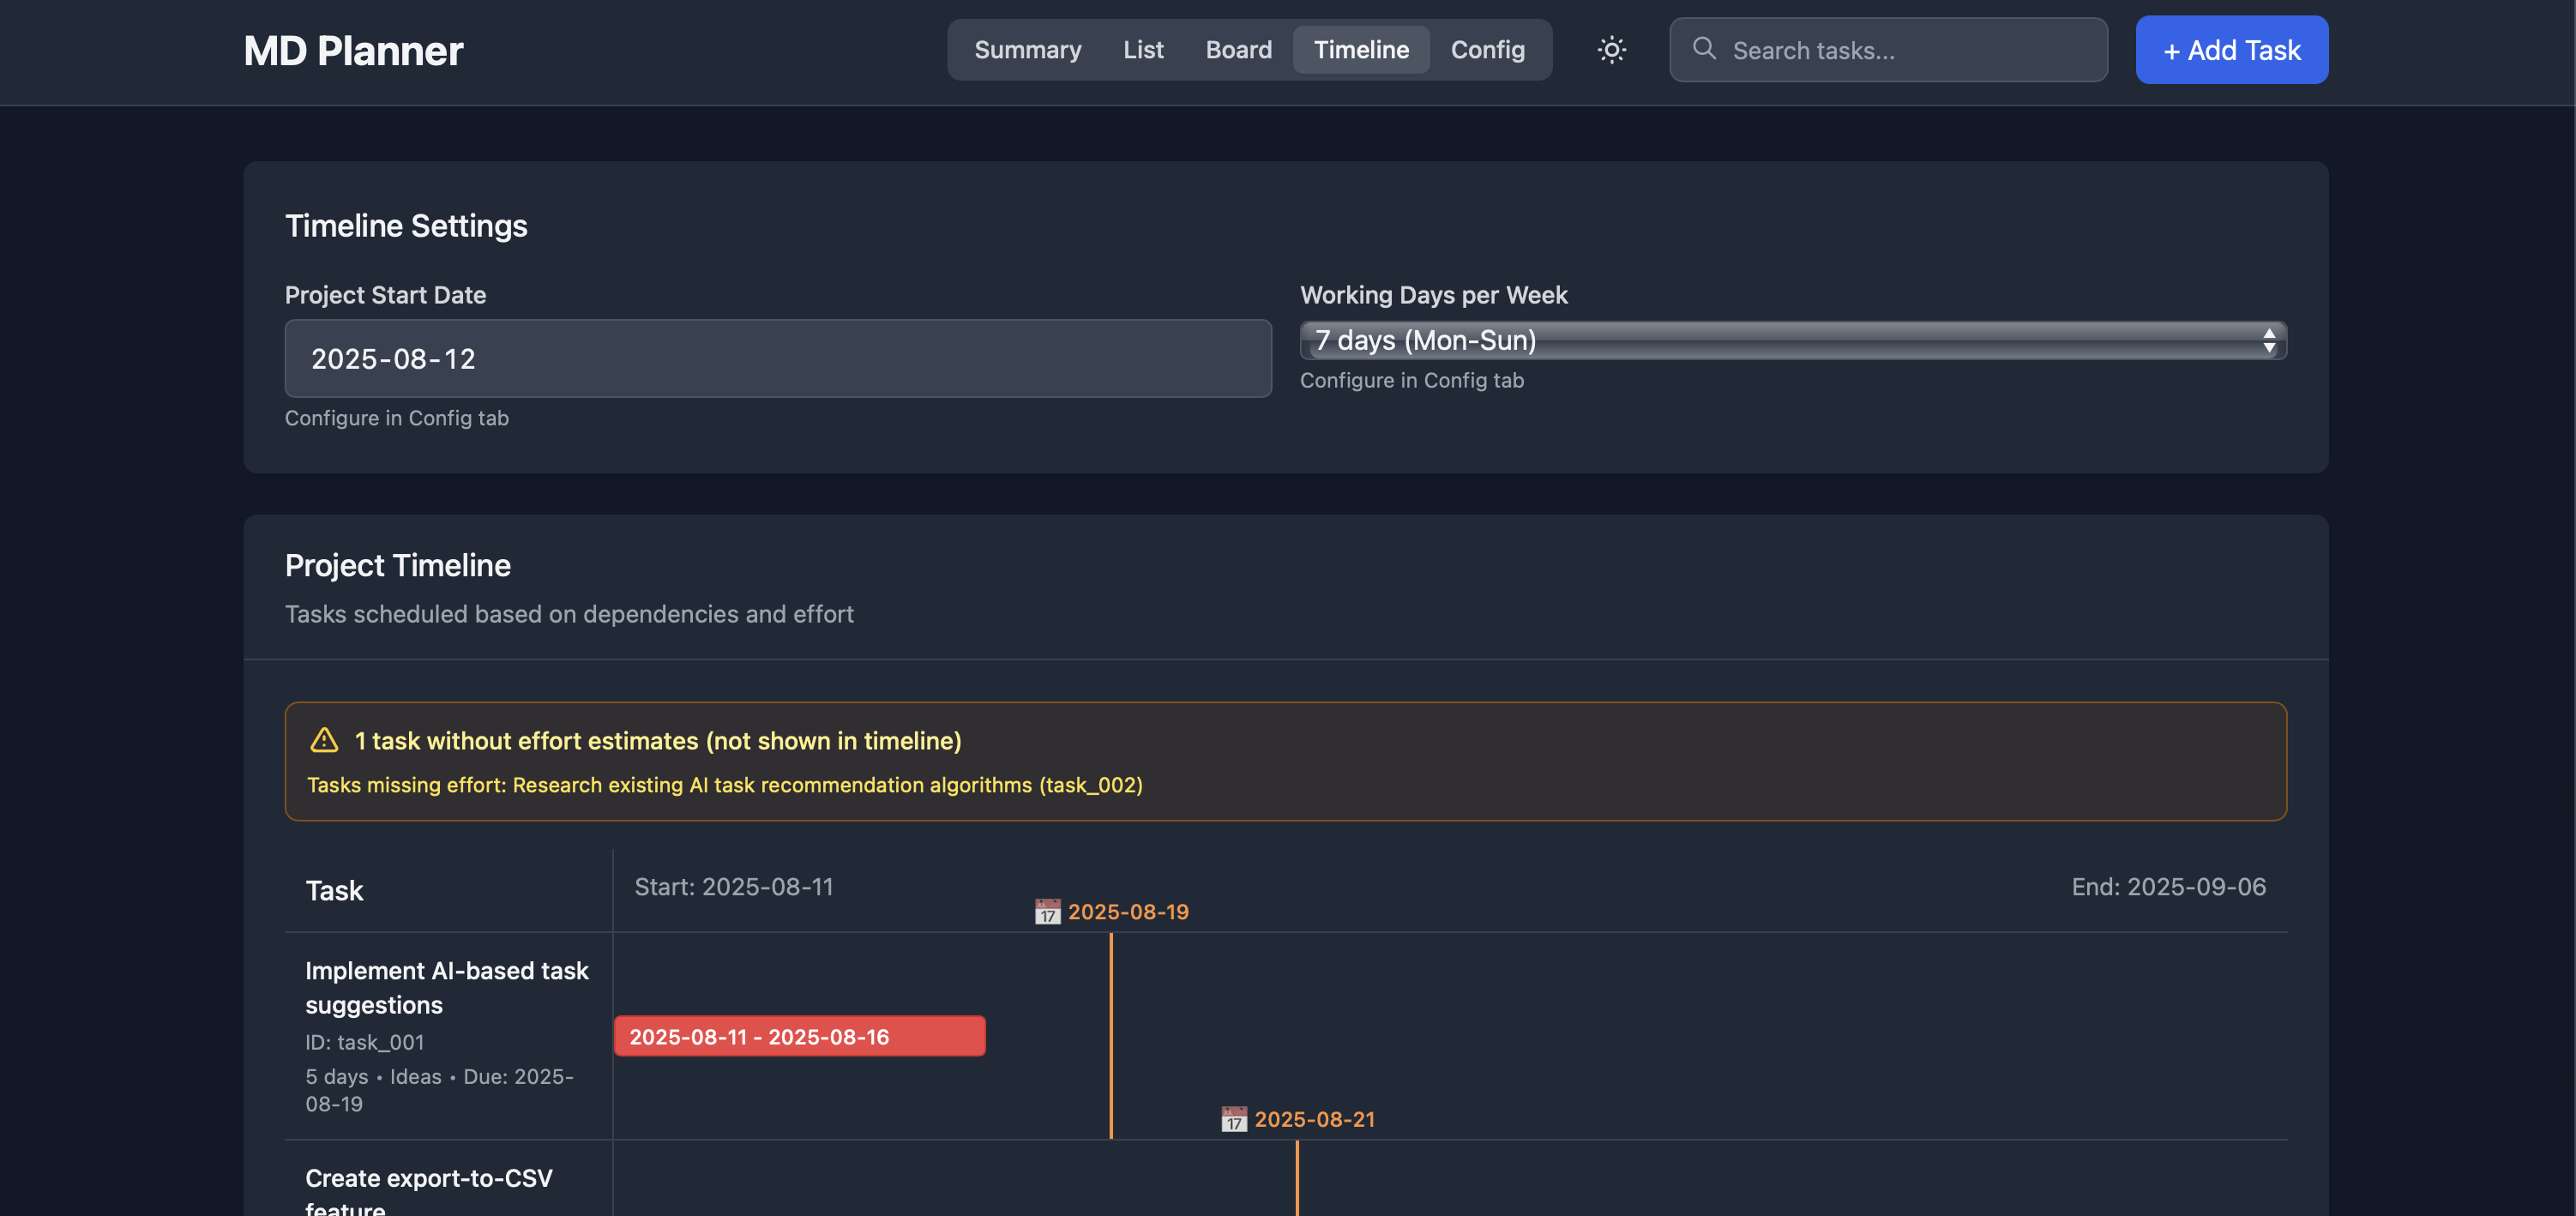 MD Planner
Summary
List
Board
Timeline
Config
Search tasks...
+ Add Task
Timeline Settings
Project Start Date
2025-08-12
Configure in Config tab
Working Days per Week
7 days (Mon-Sun)
Configure in Config tab
Project Timeline
Tasks scheduled based on dependencies and effort
1 task without effort estimates (not shown in timeline)
Tasks missing effort: Research existing AI task recommendation algorithms (task_002)
Task
Start: 2025-08-11
End: 2025-09-06
17 2025-08-19
Implement AI-based task
suggestions
ID: task_001
5 days • Ideas • Due: 2025-
08-19
2025-08-11 - 2025-08-16
17 2025-08-21
Create export-to-CSV
feature